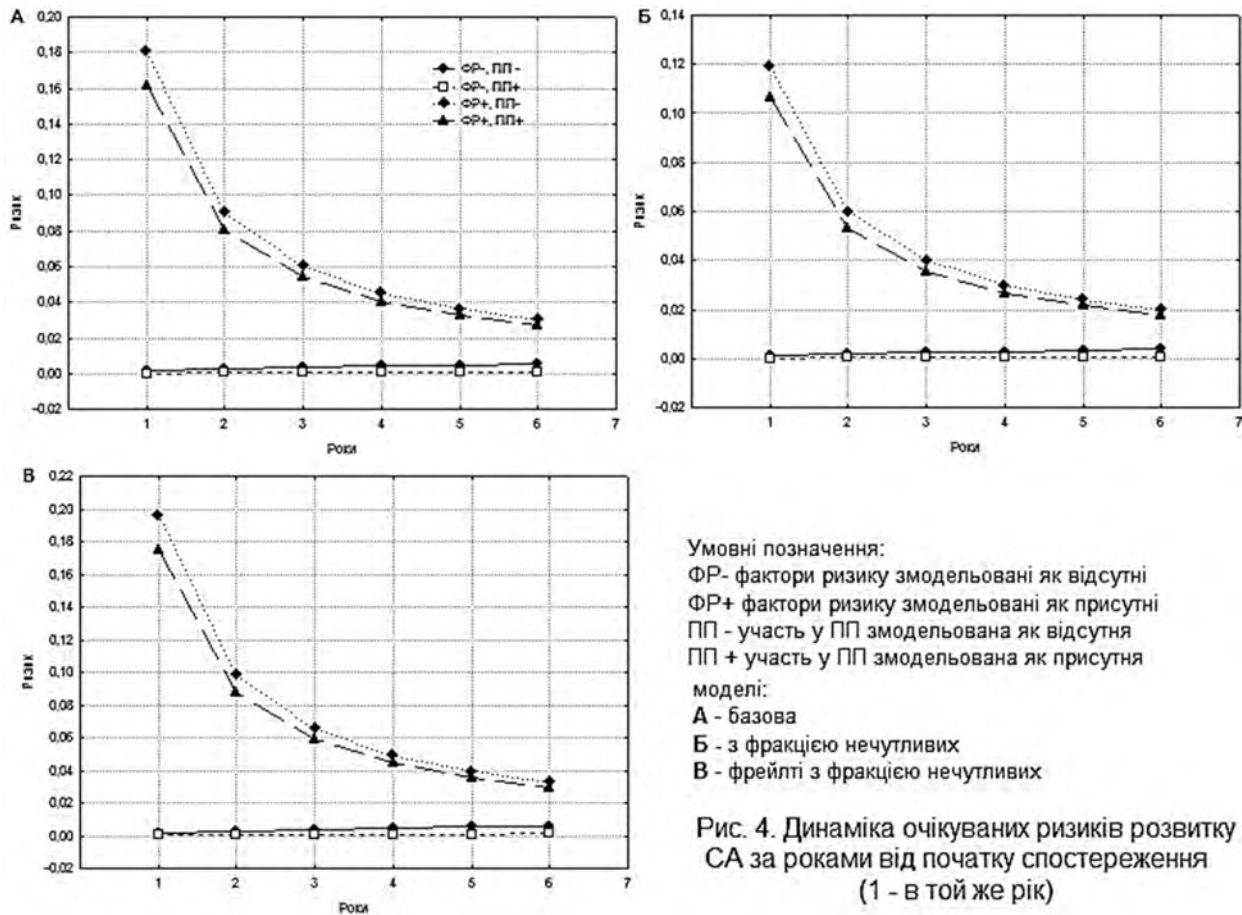 А
0,20
0,18
0,16
0,14
0,12
0,10
0,08
0,06
0,04
0,02
0,00
-0,02
Ризик
1 2 3 4 5 6 7
Роки
ФР-, ПП -
ФР-, ПП+
ФР+, ПП-
ФР+, ПП+
Б
0,14
0,12
0,10
0,08
0,06
0,04
0,02
0,00
-0,02
Ризик
1 2 3 4 5 6 7
Роки
В
0,22
0,20
0,18
0,16
0,14
0,12
0,10
0,08
0,06
0,04
0,02
0,00
-0,02
Ризик
1 2 3 4 5 6 7
Роки
Умовні позначення:
ФР- фактори ризику змодельовані як відсутні
ФР+ фактори ризику змодельовані як присутні
ПП - участь у ПП змодельована як відсутня
ПП + участь у ПП змодельована як присутня
моделі:
А - базова
Б - з фракцією нечутливих
В - фрейлті з фракцією нечутливих
Рис. 4. Динаміка очікуваних ризиків розвитку
СА за роками від початку спостереження
(1 - в той же рік)